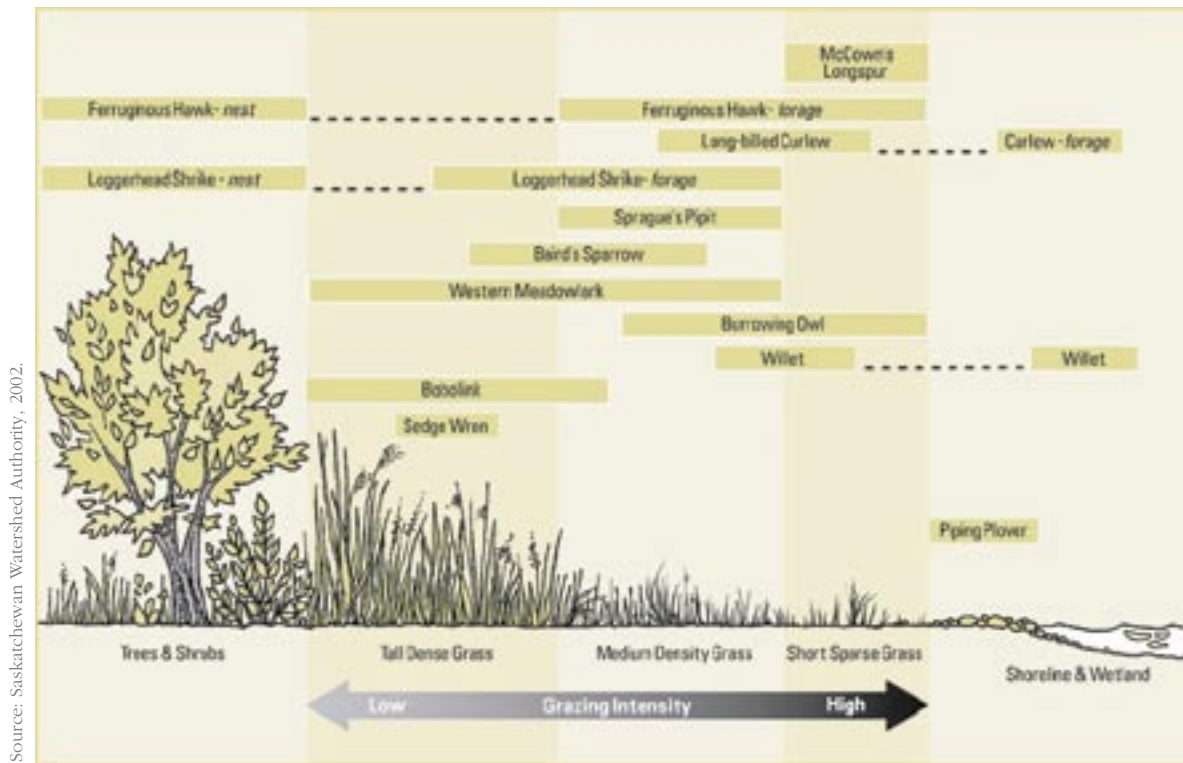 McCown's
Longspur
Ferruginous Hawk - nest
Ferruginous Hawk - forage
Long-billed Curlew
Curlew - forage
Loggerhead Shrike - nest
Loggerhead Shrike - forage
Sprague's Pipit
Baird's Sparrow
Western Meadowlark
Burrowing Owl
Willet
Willet
Bobolink
Sedge Wren
Piping Plover
Trees & Shrubs
Tall Dense Grass
Medium Density Grass
Short Sparse Grass
Shoreline & Wetland
Low
Grazing Intensity
High
Source: Saskatchewan Watershed Authority, 2002.